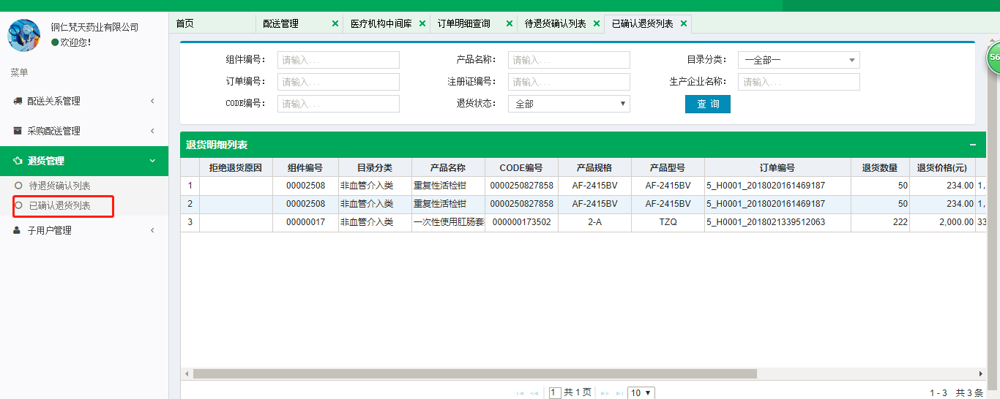 铜仁梵天药业有限公司
欢迎您!
菜单
配送关系管理
采购配送管理
退货管理
待退货确认列表
已确认退货列表
子用户管理
首页 配送管理 医疗机构中间库 订单明细查询 待退货确认列表 已确认退货列表
组件编号: 请输入... 产品名称: 请输入... 目录分类: —全部—
订单编号: 请输入... 注册证编号: 请输入... 生产企业名称: 请输入...
CODE编号: 请输入... 退货状态: 全部 查 询
56
退货明细列表
拒绝退货原因 组件编号 目录分类 产品名称 CODE编号 产品规格 产品型号 订单编号 退货数量 退货价格(元)
1 00002508 非血管介入类 重复性活检钳 0000250827858 AF-2415BV AF-2415BV 5_H0001_2018020161469187 50 234.00 1,
2 00002508 非血管介入类 重复性活检钳 0000250827858 AF-2415BV AF-2415BV 5_H0001_2018020161469187 50 234.00 1,
3 00000017 非血管介入类 一次性使用肛肠套 000000173502 2-A TZQ 5_H0001_2018021339512063 222 2,000.00 33
1 共 1 页 10 1 - 3 共 3 条